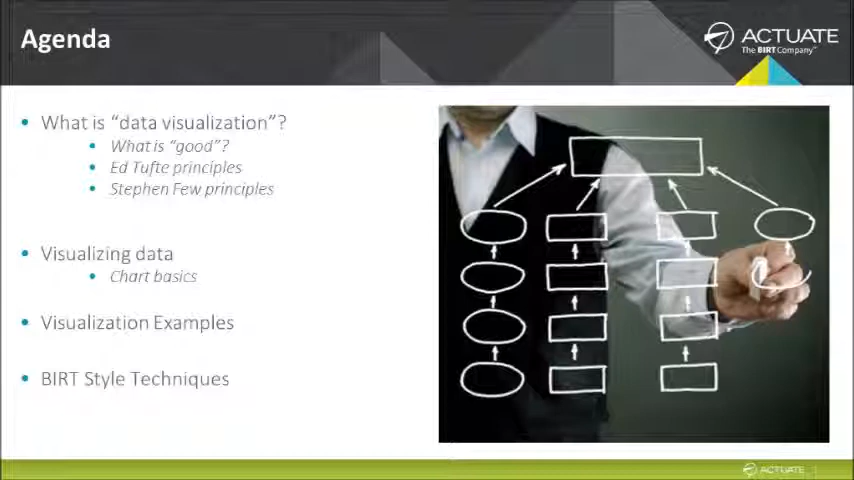 Agenda
ACTUATE
The BIRT Company™
What is “data visualization”?
What is “good”?
Ed Tufte principles
Stephen Few principles
Visualizing data
Chart basics
Visualization Examples
BIRT Style Techniques
ACTUATE